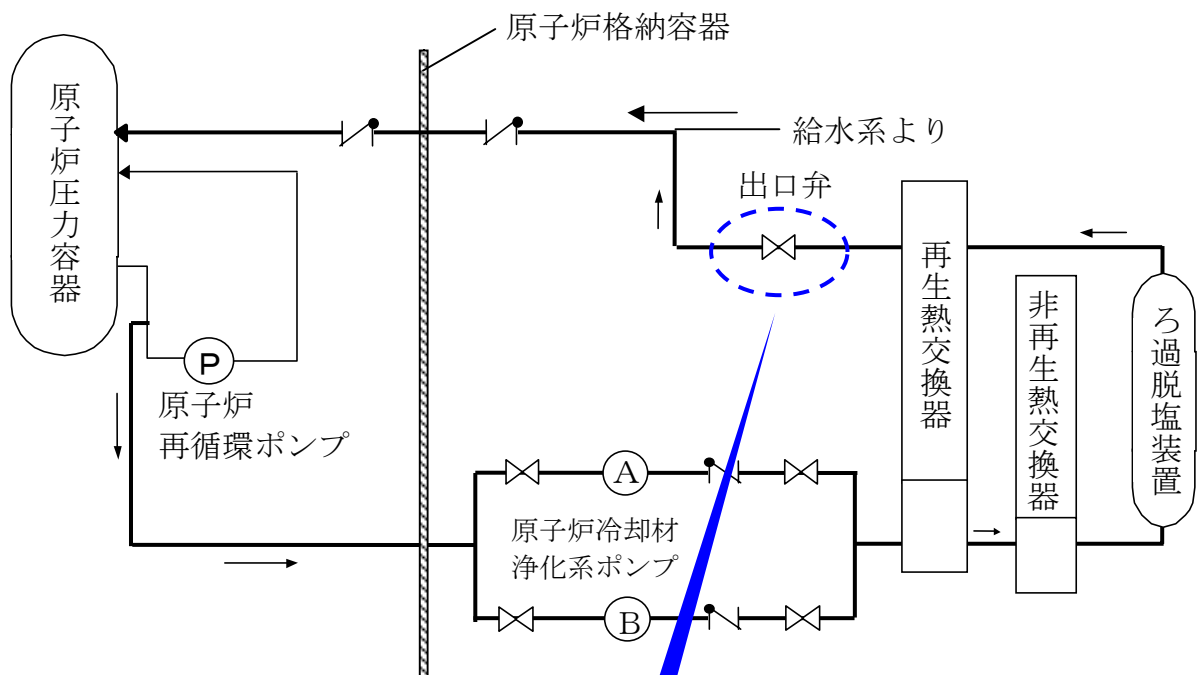 原子炉格納容器
原子炉圧力容器
給水系より
出口弁
再生熱交換器
非再生熱交換器
ろ過脱塩装置
P
原子炉
再循環ポンプ
A
原子炉冷却材
浄化系ポンプ
B